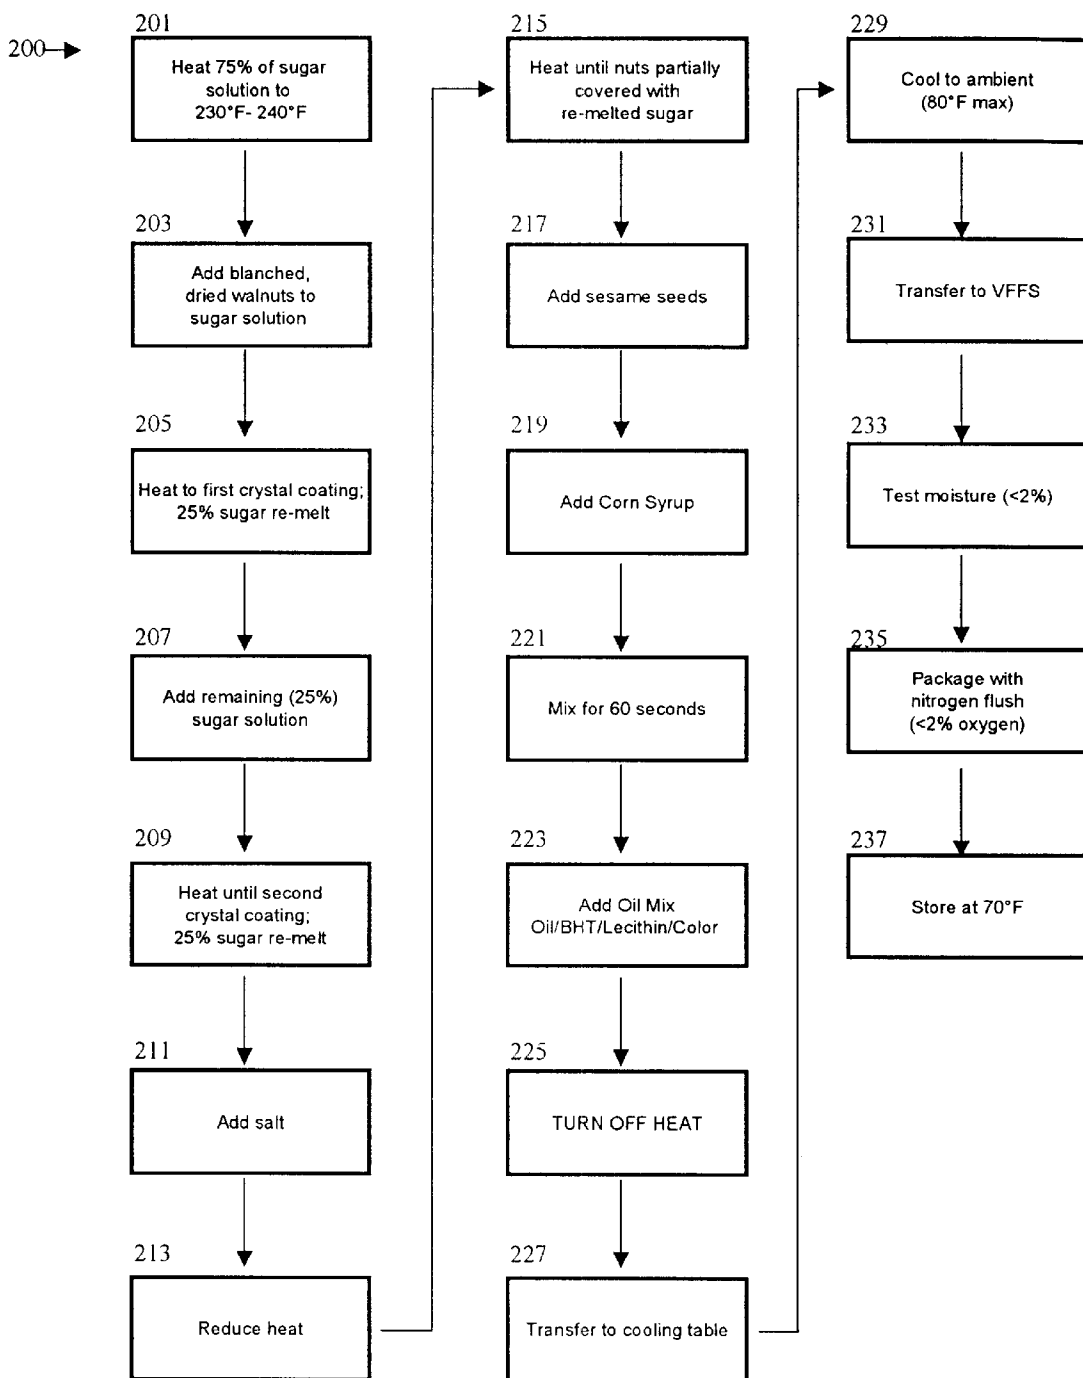 200
201
Heat 75% of sugar
solution to
230°F- 240°F
203
Add blanched,
dried walnuts to
sugar solution
205
Heat to first crystal coating;
25% sugar re-melt
207
Add remaining (25%)
sugar solution
209
Heat until second
crystal coating;
25% sugar re-melt
211
Add salt
213
Reduce heat
215
Heat until nuts partially
covered with
re-melted sugar
217
Add sesame seeds
219
Add Corn Syrup
221
Mix for 60 seconds
223
Add Oil Mix
Oil/BHT/Lecithin/Color
225
TURN OFF HEAT
227
Transfer to cooling table
229
Cool to ambient
(80°F max)
231
Transfer to VFFS
233
Test moisture (<2%)
235
Package with
nitrogen flush
(<2% oxygen)
237
Store at 70°F